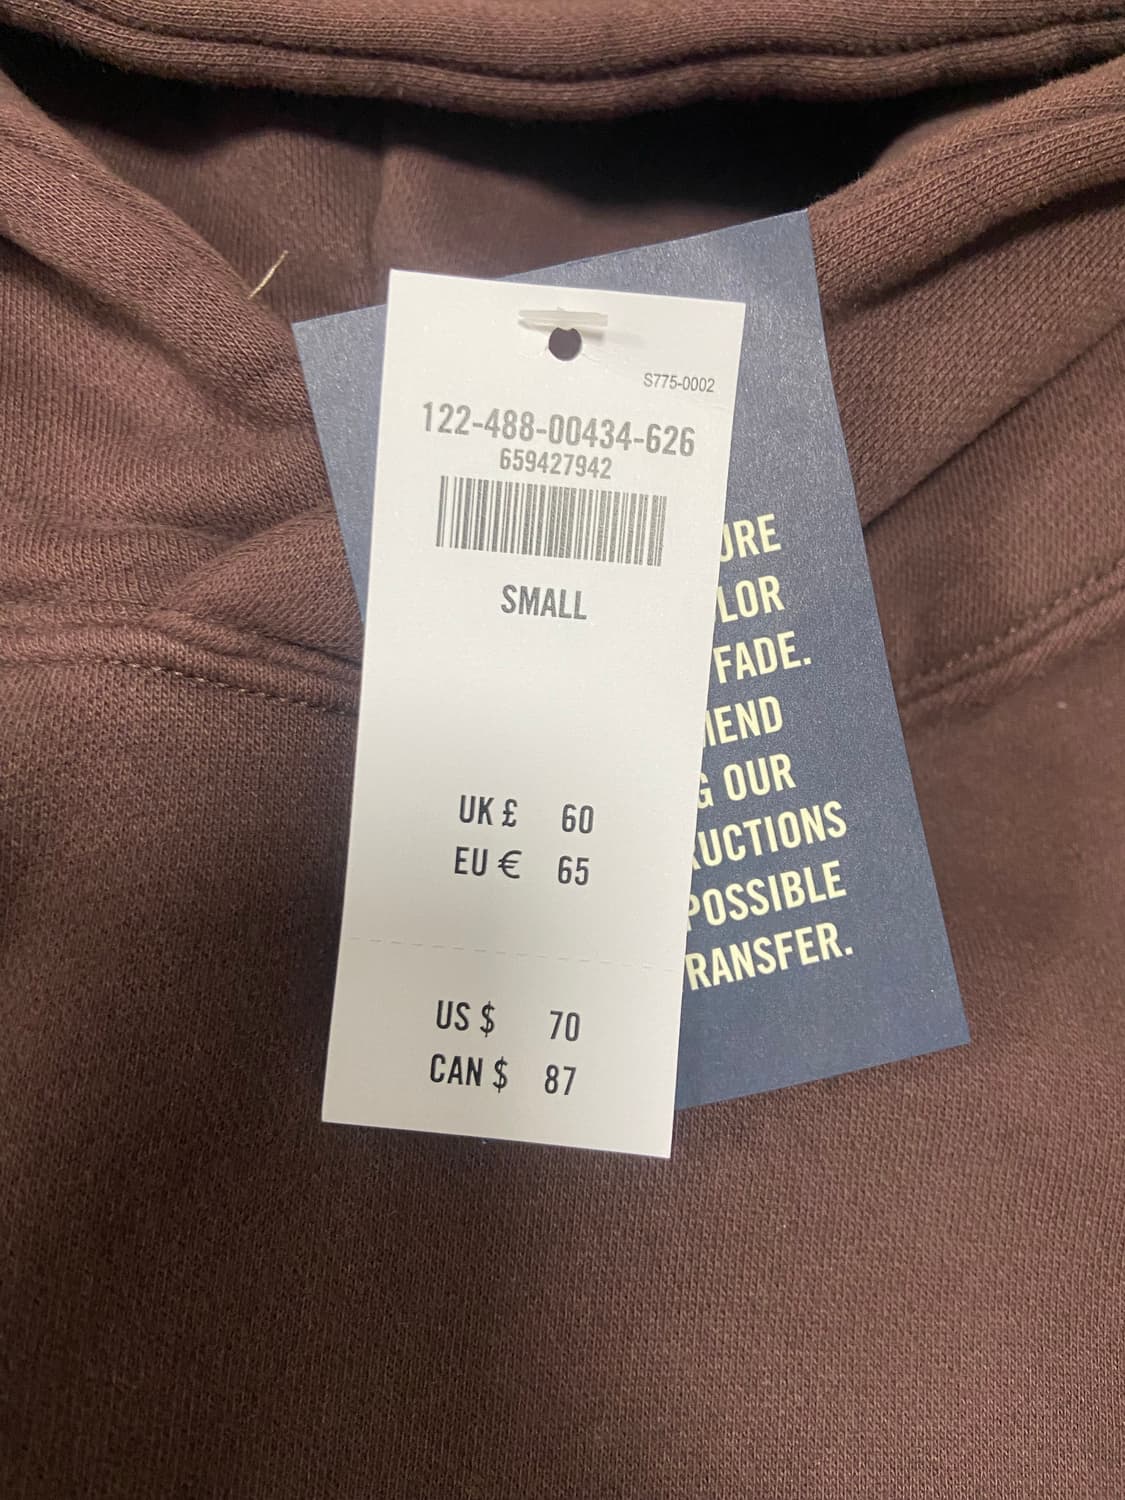 S775-0002
122-488-00434-626
659427942
SMALL
UK £ 60
EU € 65
US $ 70
CAN $ 87
FADE.
OUR
POSSIBLE